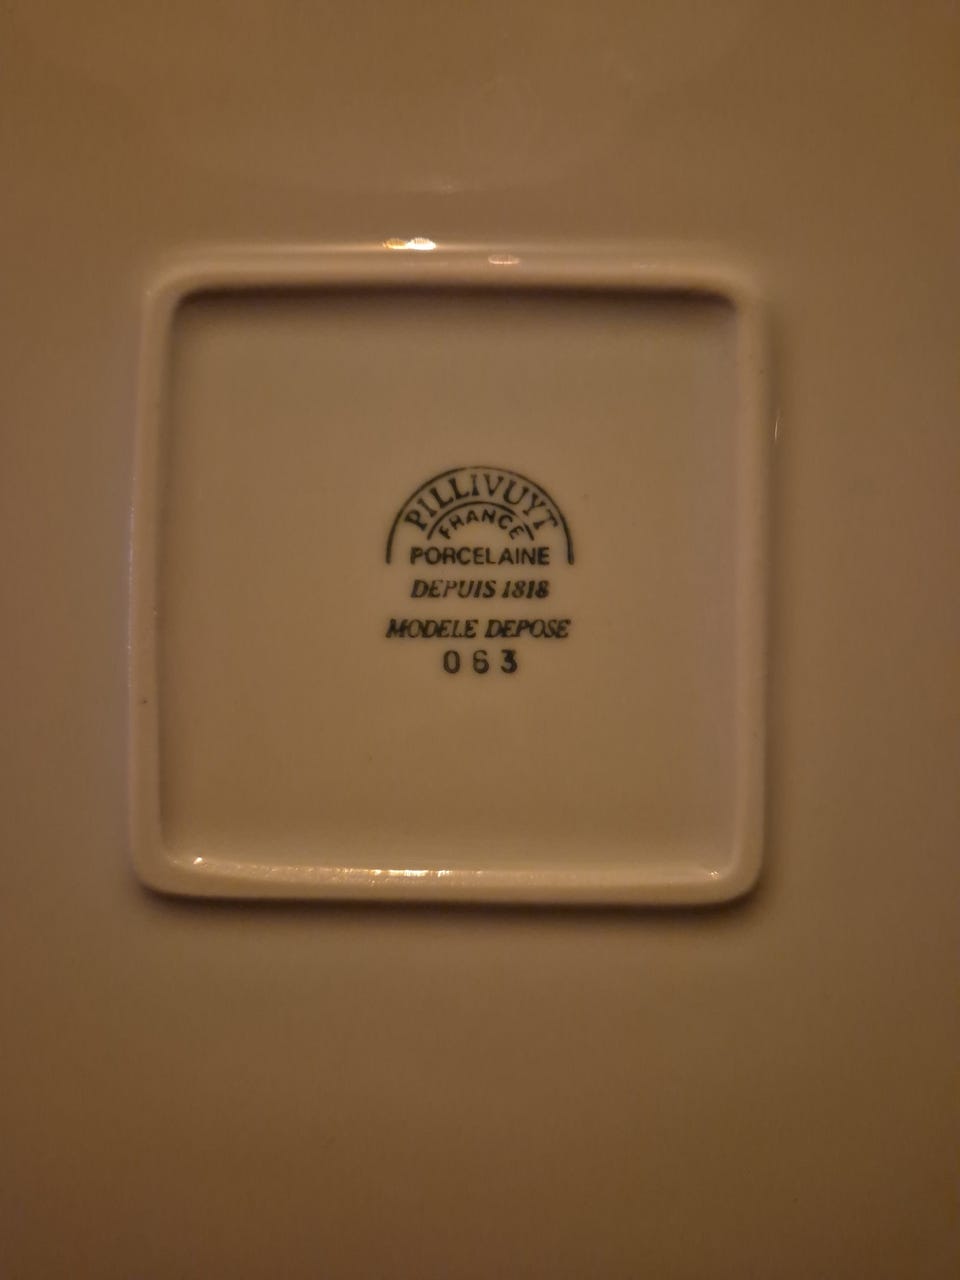 PILLIVUYT
FRANCE
PORCELAINE
DEPUIS 1818
MODELE DEPOSE
063